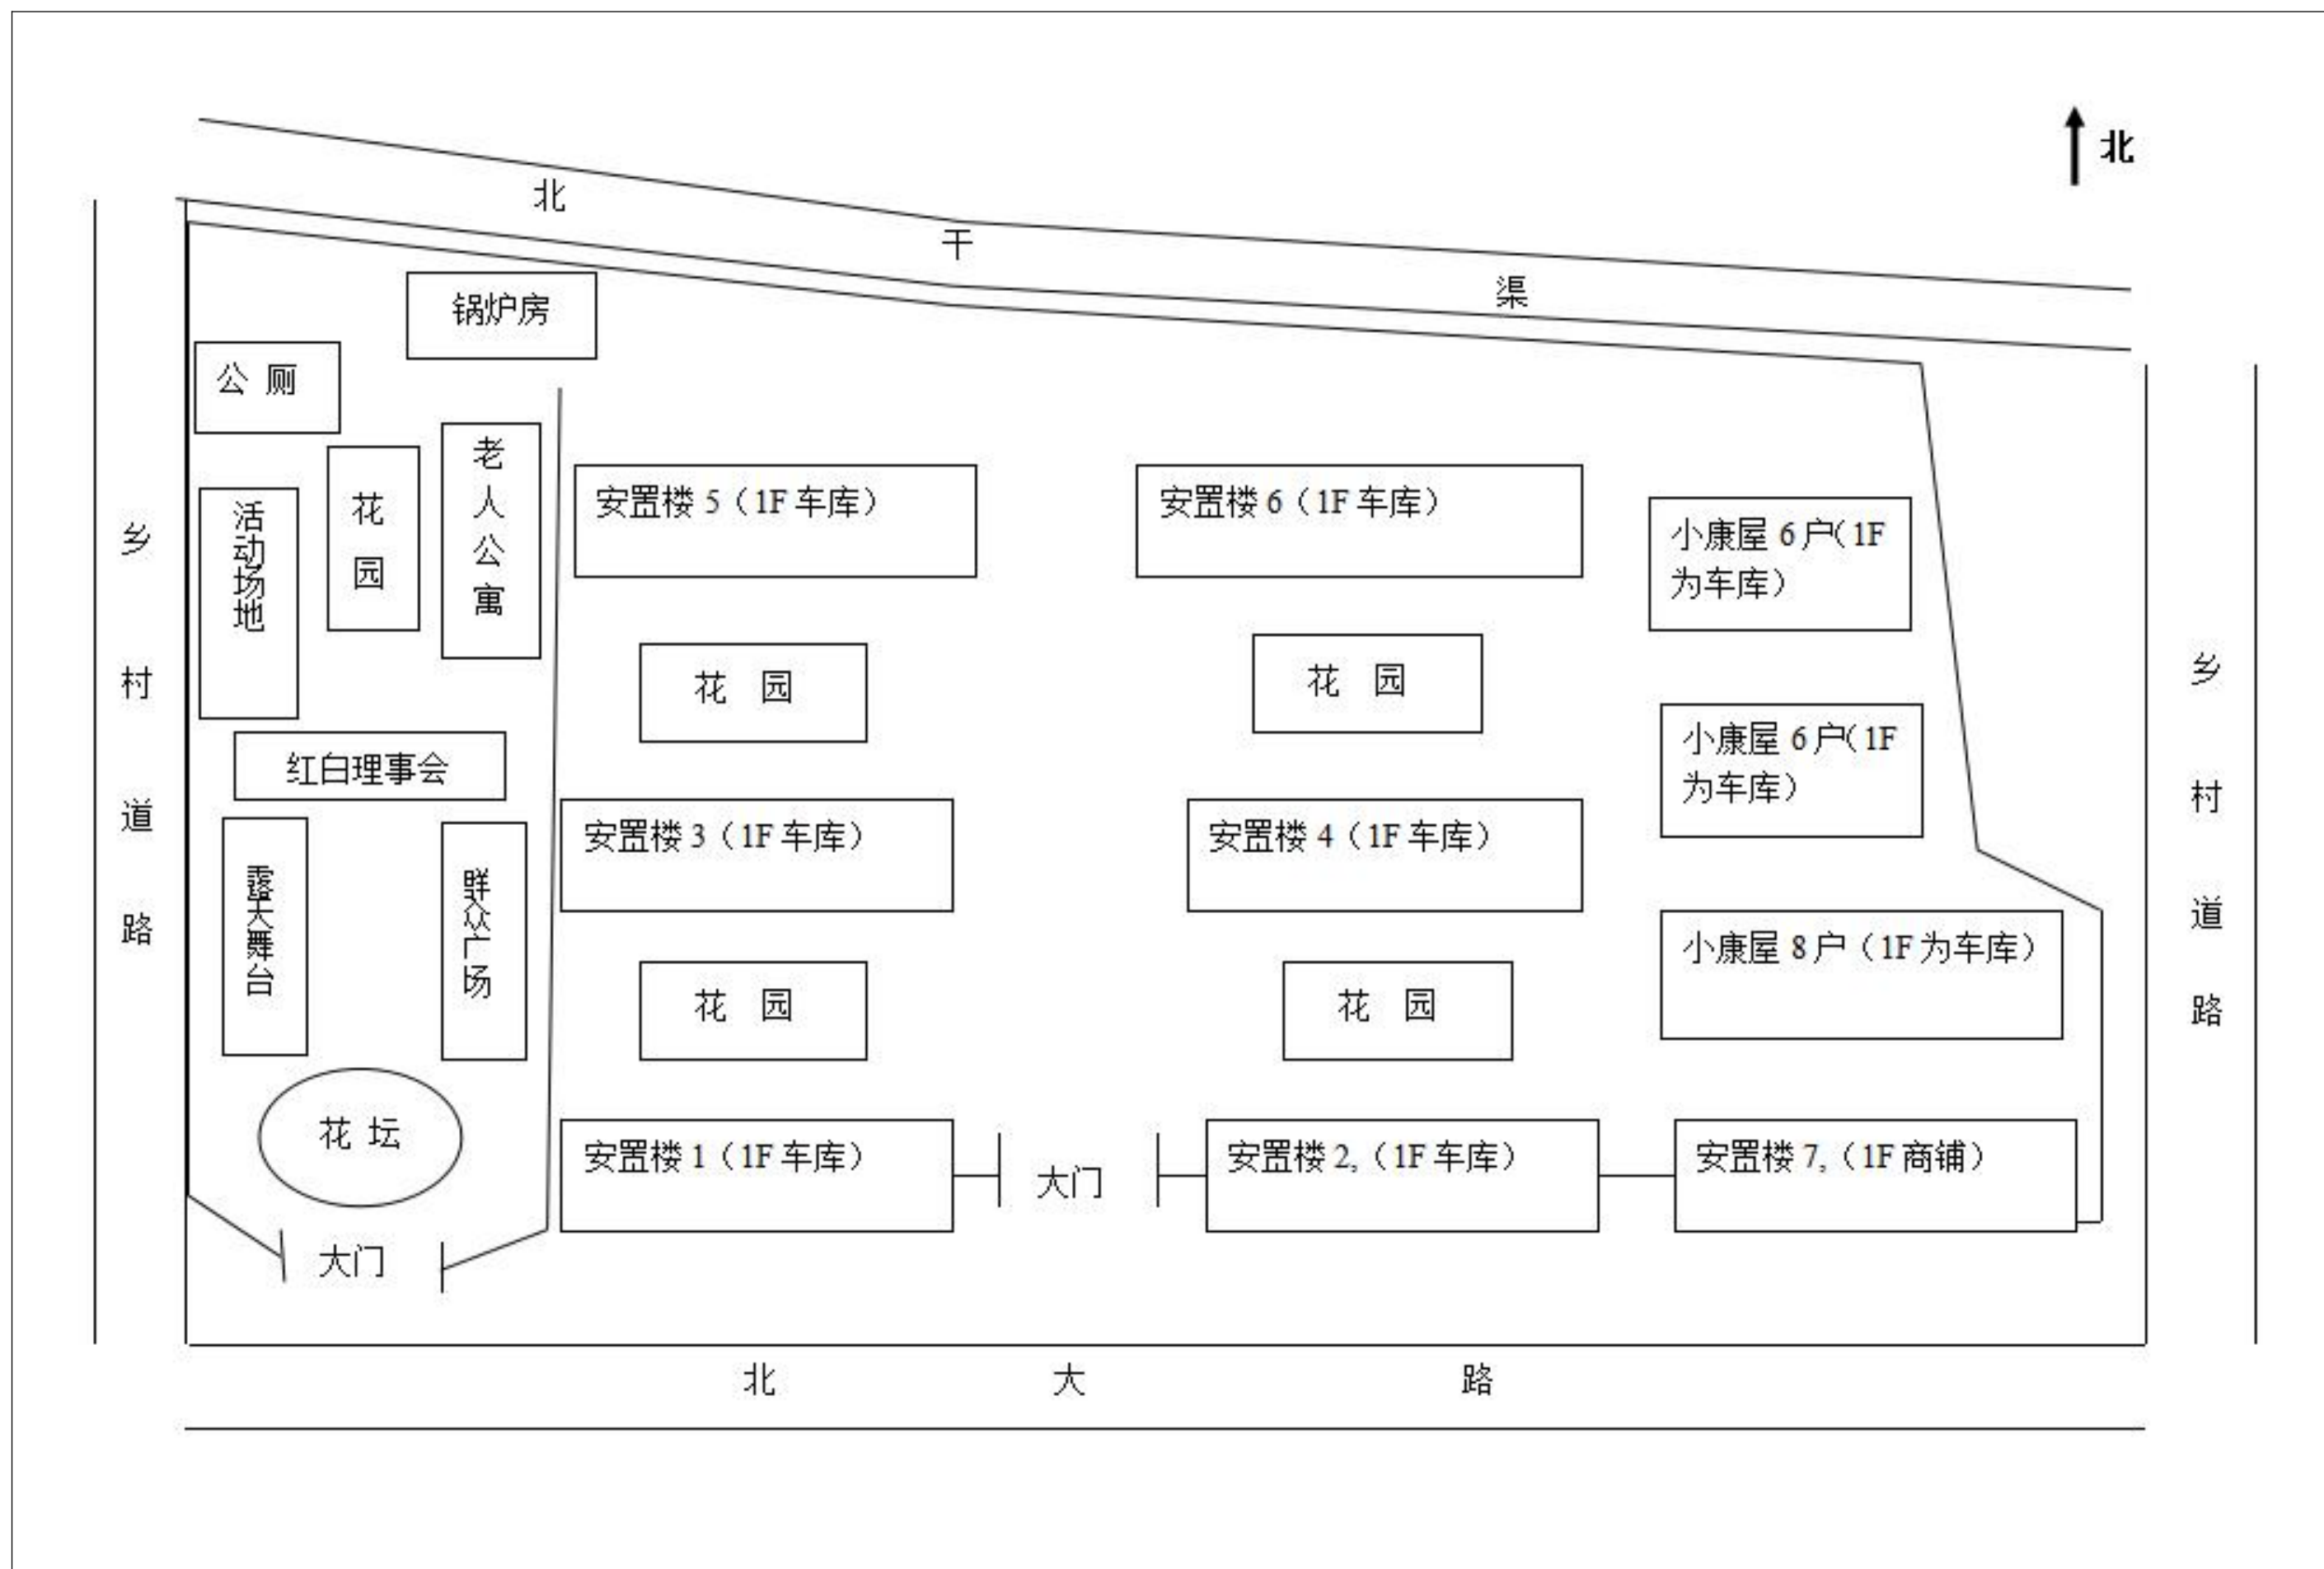 北
北
干
渠
锅炉房
公 厕
老人公寓
花园
活动场地
安置楼 5（1F 车库）
安置楼 6（1F 车库）
小康屋 6 户（1F
为车库）
乡村道路
花 园
花 园
乡村道路
小康屋 6 户（1F
为车库）
红白理事会
安置楼 3（1F 车库）
安置楼 4（1F 车库）
露天舞台
群众广场
小康屋 8 户（1F 为车库）
花 园
花 园
花 坛
安置楼 1（1F 车库）
大门
安置楼 2,（1F 车库）
安置楼 7,（1F 商铺）
大门
北 大 路